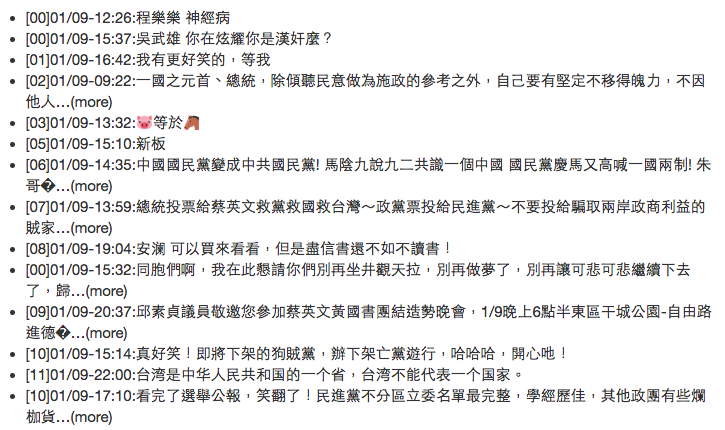 [00]01/09-12:26:程樂樂 神經病
[00]01/09-15:37:吳武雄 你在炫耀你是漢奸麼？
[01]01/09-16:42:我有更好笑的，等我
[02]01/09-09:22:一國之元首、總統，除傾聽民意做為施政的參考之外，自己要有堅定不移得魄力，不因
他人...(more)
[03]01/09-13:32:🐷等於🐴
[05]01/09-15:10:新板
[06]01/09-14:35:中國國民黨變成中共國民黨! 馬陰九說九二共識一個中國 國民黨慶馬又高喊一國兩制! 朱
哥�...(more)
[07]01/09-13:59:總統投票給蔡英文救黨救國救台灣～政黨票投給民進黨～不要投給騙取兩岸政商利益的
賊家...(more)
[08]01/09-19:04:安澜 可以買來看看，但是盡信書還不如不讀書！
[00]01/09-15:32:同胞們啊，我在此懇請你們別再坐井觀天拉，別再做夢了，別再讓可悲可悲繼續下去
了，歸...(more)
[09]01/09-20:37:邱素貞議員敬邀您參加蔡英文黃國書團結造勢晚會，1/9晚上6點半東區干城公園-自由路
進德�...(more)
[10]01/09-15:14:真好笑！即將下架的狗賊黨，辦下架亡黨遊行，哈哈哈，開心吔！
[11]01/09-22:00:台湾是中华人民共和国的一个省，台湾不能代表一个国家。
[10]01/09-17:10:看完了選舉公報，笑翻了！民進黨不分區立委名單最完整，學經歷佳，其他政團有些爛
枷貨...(more)